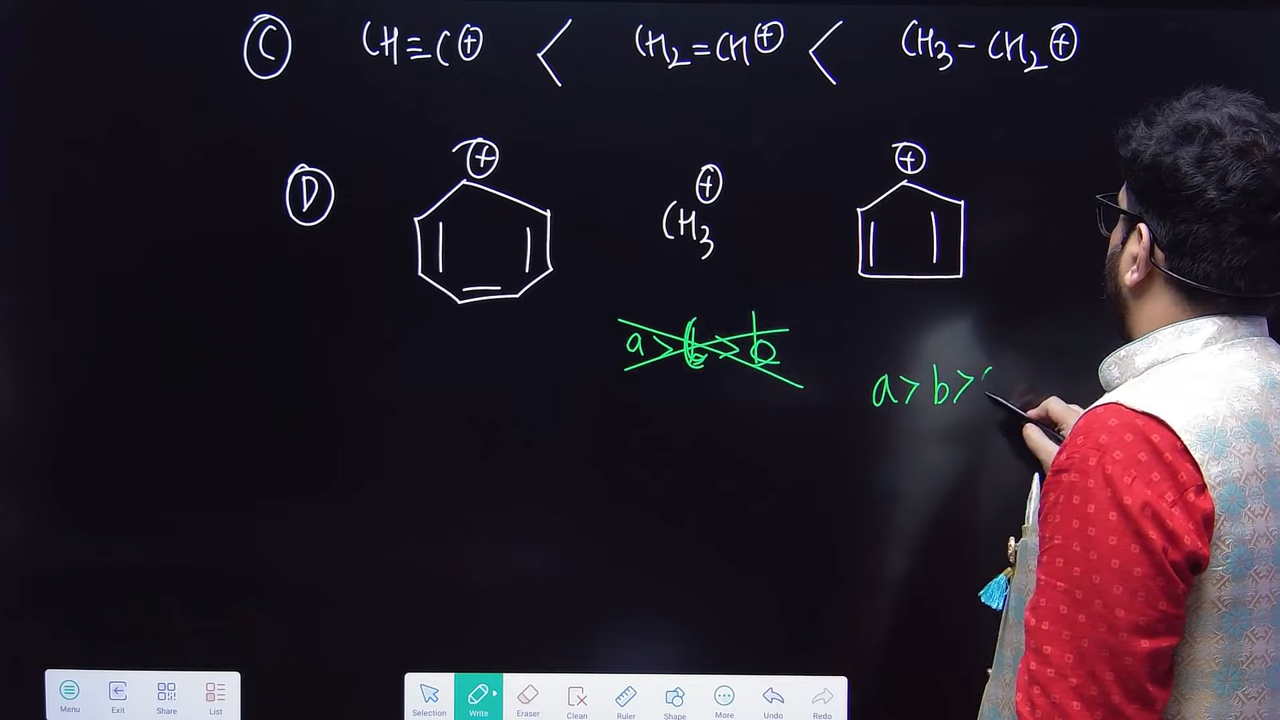 Ⓒ CH≡C⊕ < CH2=CH⊕ < CH3-CH2⊕
Ⓓ ⊕ CH3⊕ ⊕
a > c > b
a > b >
Menu Exit Share List Selection Write Eraser Clean Ruler Shape More Undo Redo